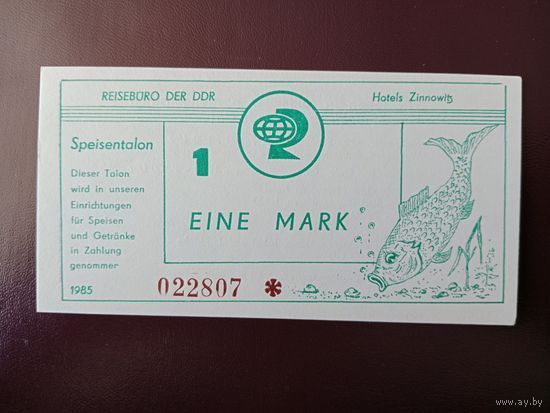 REISEBÜRO DER DDR
Hotels Zinnowitz
Speisentalon
Dieser Talon
wird in unseren
Einrichtungen
für Speisen
und Getränke
in Zahlung
genommer
1985
1
EINE MARK
022807 *
www.ay.by